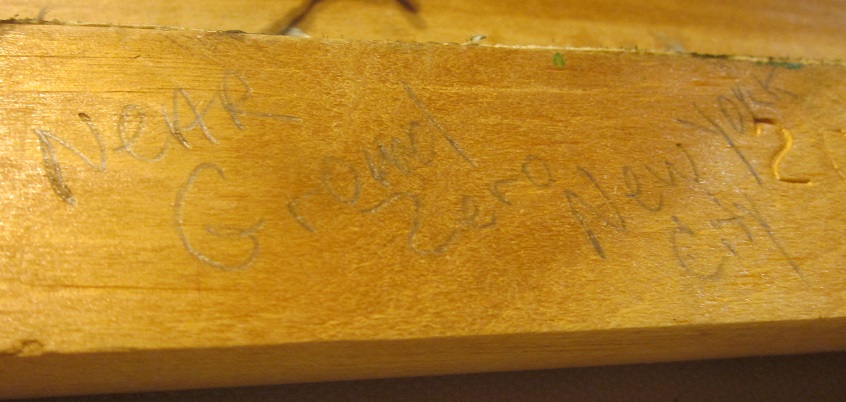 NeAR
Ground
Zero
New York
City